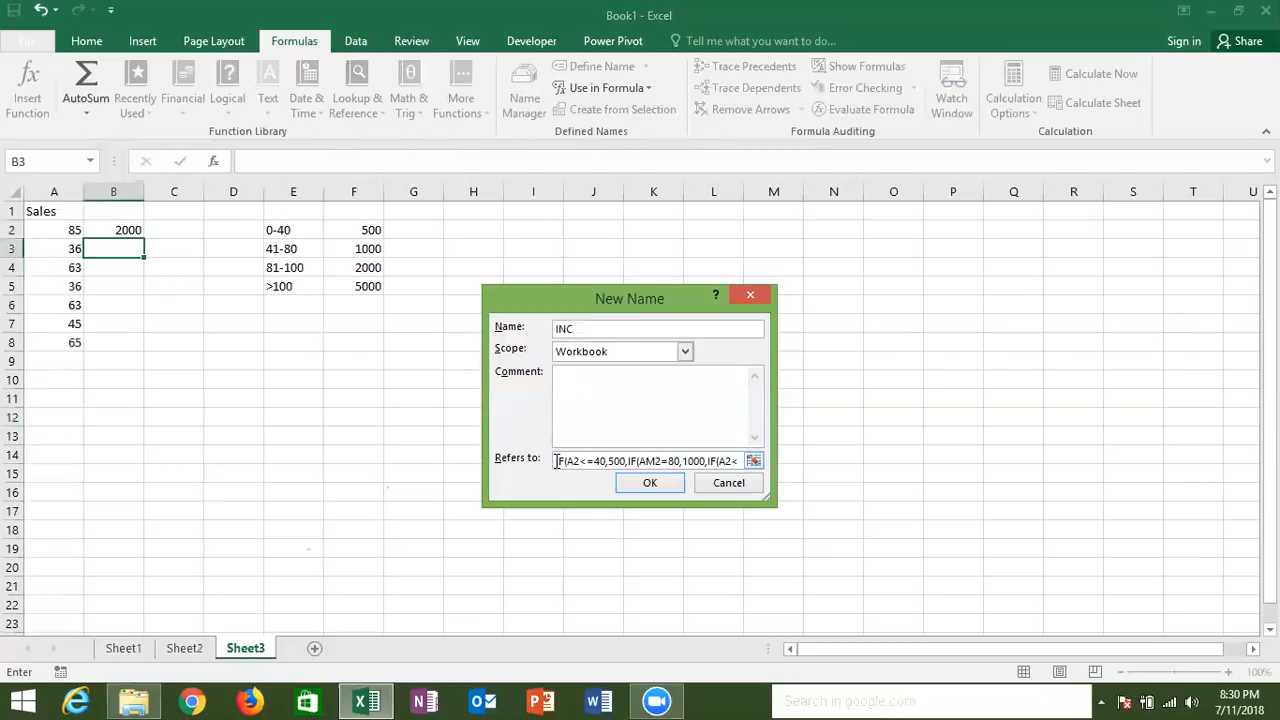 Book1 - Excel
File Home Insert Page Layout Formulas Data Review View Developer Power Pivot Tell me what you want to do... Sign in Share
Insert Function
AutoSum
Recently Used
Financial
Logical
Text
Date & Time
Lookup & Reference
Math & Trig
More Functions
Function Library
Name Manager
Define Name
Use in Formula
Create from Selection
Defined Names
Trace Precedents
Trace Dependents
Remove Arrows
Show Formulas
Error Checking
Evaluate Formula
Formula Auditing
Watch Window
Calculation Options
Calculate Now
Calculate Sheet
Calculation
B3 fx
A B C D E F G H I J K L M N O P Q R S T U
1 Sales
2 85 2000 0-40 500
3 36 41-80 1000
4 63 81-100 2000
5 36 >100 5000
6 63
7 45
8 65
9
10
11
12
13
14
15
16
17
18
19
20
21
22
23
New Name
? ×
Name: INC
Scope: Workbook
Comment:
Refers to: IF(A2<=40,500,IF(AM2=80,1000,IF(A2<
OK Cancel
Sheet1 Sheet2 Sheet3
Enter 100%
Search in google.com
8:30 PM
7/11/2018